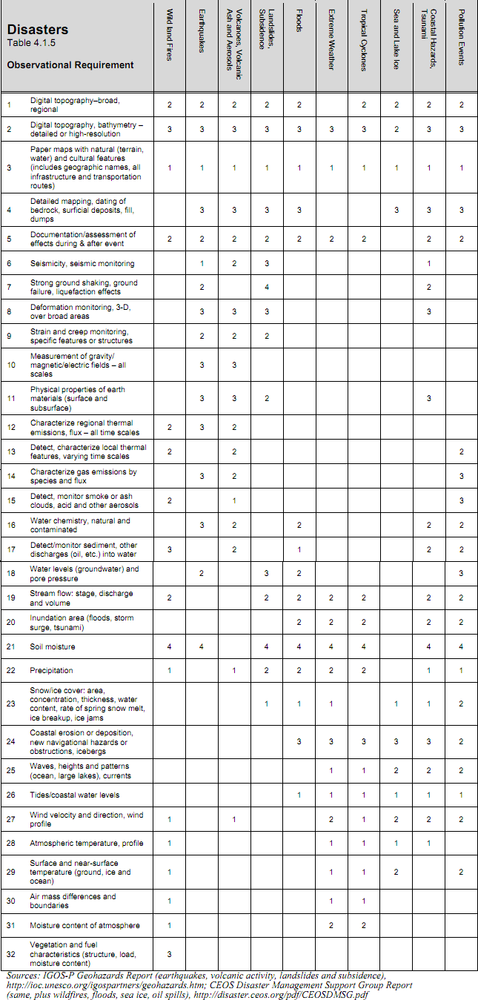 Disasters
Table 4.1.5
Observational Requirement
Wild land Fires
Earthquakes
Volcanoes, Volcanic
Ash and Aerosols
Landslides,
Subsidence
Floods
Extreme Weather
Tropical Cyclones
Sea and Lake Ice
Coastal Hazards,
Tsunami
Pollution Events
1 Digital topography–broad,
regional
2 2 2 2 2 2 2 2 2
2 Digital topography, bathymetry –
detailed or high-resolution
3 3 3 3 3 3 3 2 3 3
3 Paper maps with natural (terrain,
water) and cultural features
(includes geographic names, all
infrastructure and transportation
routes)
1 1 1 1 1 1 1 1 1 1
4 Detailed mapping, dating of
bedrock, surficial deposits, fill,
dumps
3 3 3 3 3 3 3
5 Documentation/assessment of
effects during & after event
2 2 2 2 2 2 2 2 2
6 Seismicity, seismic monitoring
1 2 3 1
7 Strong ground shaking, ground
failure, liquefaction effects
2 4 2
8 Deformation monitoring, 3-D,
over broad areas
3 3 3 3
9 Strain and creep monitoring,
specific features or structures
2 2 2
10 Measurement of gravity/
magnetic/electric fields – all
scales
3 3
11 Physical properties of earth
materials (surface and
subsurface)
3 3 2 3
12 Characterize regional thermal
emissions, flux – all time scales
2 3 2
13 Detect, characterize local thermal
features, varying time scales
2 2 2
14 Characterize gas emissions by
species and flux
3 2 3
15 Detect, monitor smoke or ash
clouds, acid and other aerosols
2 1 3
16 Water chemistry, natural and
contaminated
3 2 2 2 2
17 Detect/monitor sediment, other
discharges (oil, etc.) into water
3 2 1 2 2
18 Water levels (groundwater) and
pore pressure
2 3 2 3
19 Stream flow: stage, discharge
and volume
2 2 2 2 2 2 2
20 Inundation area (floods, storm
surge, tsunami)
2 2 2 2 2
21 Soil moisture
4 4 4 4 4 4 4 4
22 Precipitation
1 1 2 2 2 2 1 1
23 Snow/ice cover: area,
concentration, thickness, water
content, rate of spring snow melt,
ice breakup, ice jams
1 1 1 1 1 2
24 Coastal erosion or deposition,
new navigational hazards or
obstructions, icebergs
3 3 3 3 3 2
25 Waves, heights and patterns
(ocean, large lakes), currents
1 1 2 2 2
26 Tides/coastal water levels
1 1 1 1 1 1
27 Wind velocity and direction, wind
profile
1 1 2 1 2 2 2
28 Atmospheric temperature, profile
1 1 1 1 1
29 Surface and near-surface
temperature (ground, ice and
ocean)
1 1 1 2 2
30 Air mass differences and
boundaries
1 1 1
31 Moisture content of atmosphere
1 2 2
32 Vegetation and fuel
characteristics (structure, load,
moisture content)
3
Sources: IGOS-P Geohazards Report (earthquakes, volcanic activity, landslides and subsidence),
http://ioc.unesco.org/igospartners/geohazards.htm; CEOS Disaster Management Support Group Report
(same, plus wildfires, floods, sea ice, oil spills), http://disaster.ceos.org/pdf/CEOSDMSG.pdf